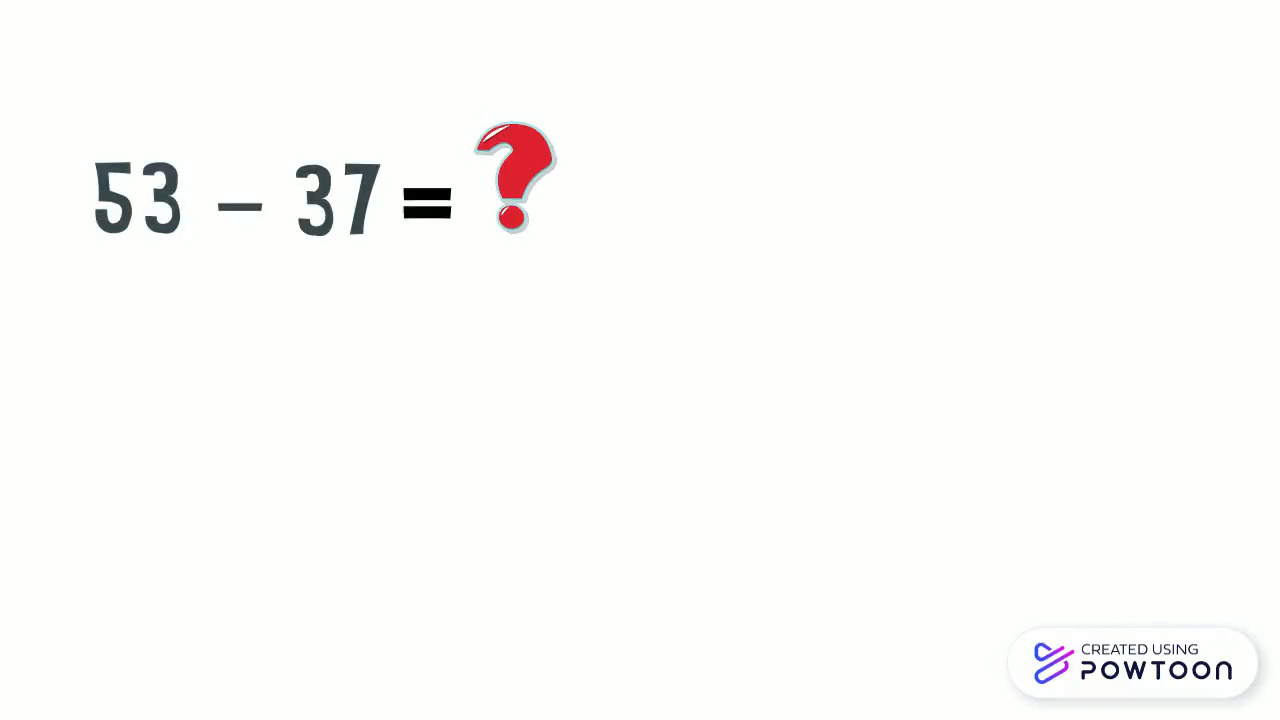 53 – 37 = ?
CREATED USING
POWTOON